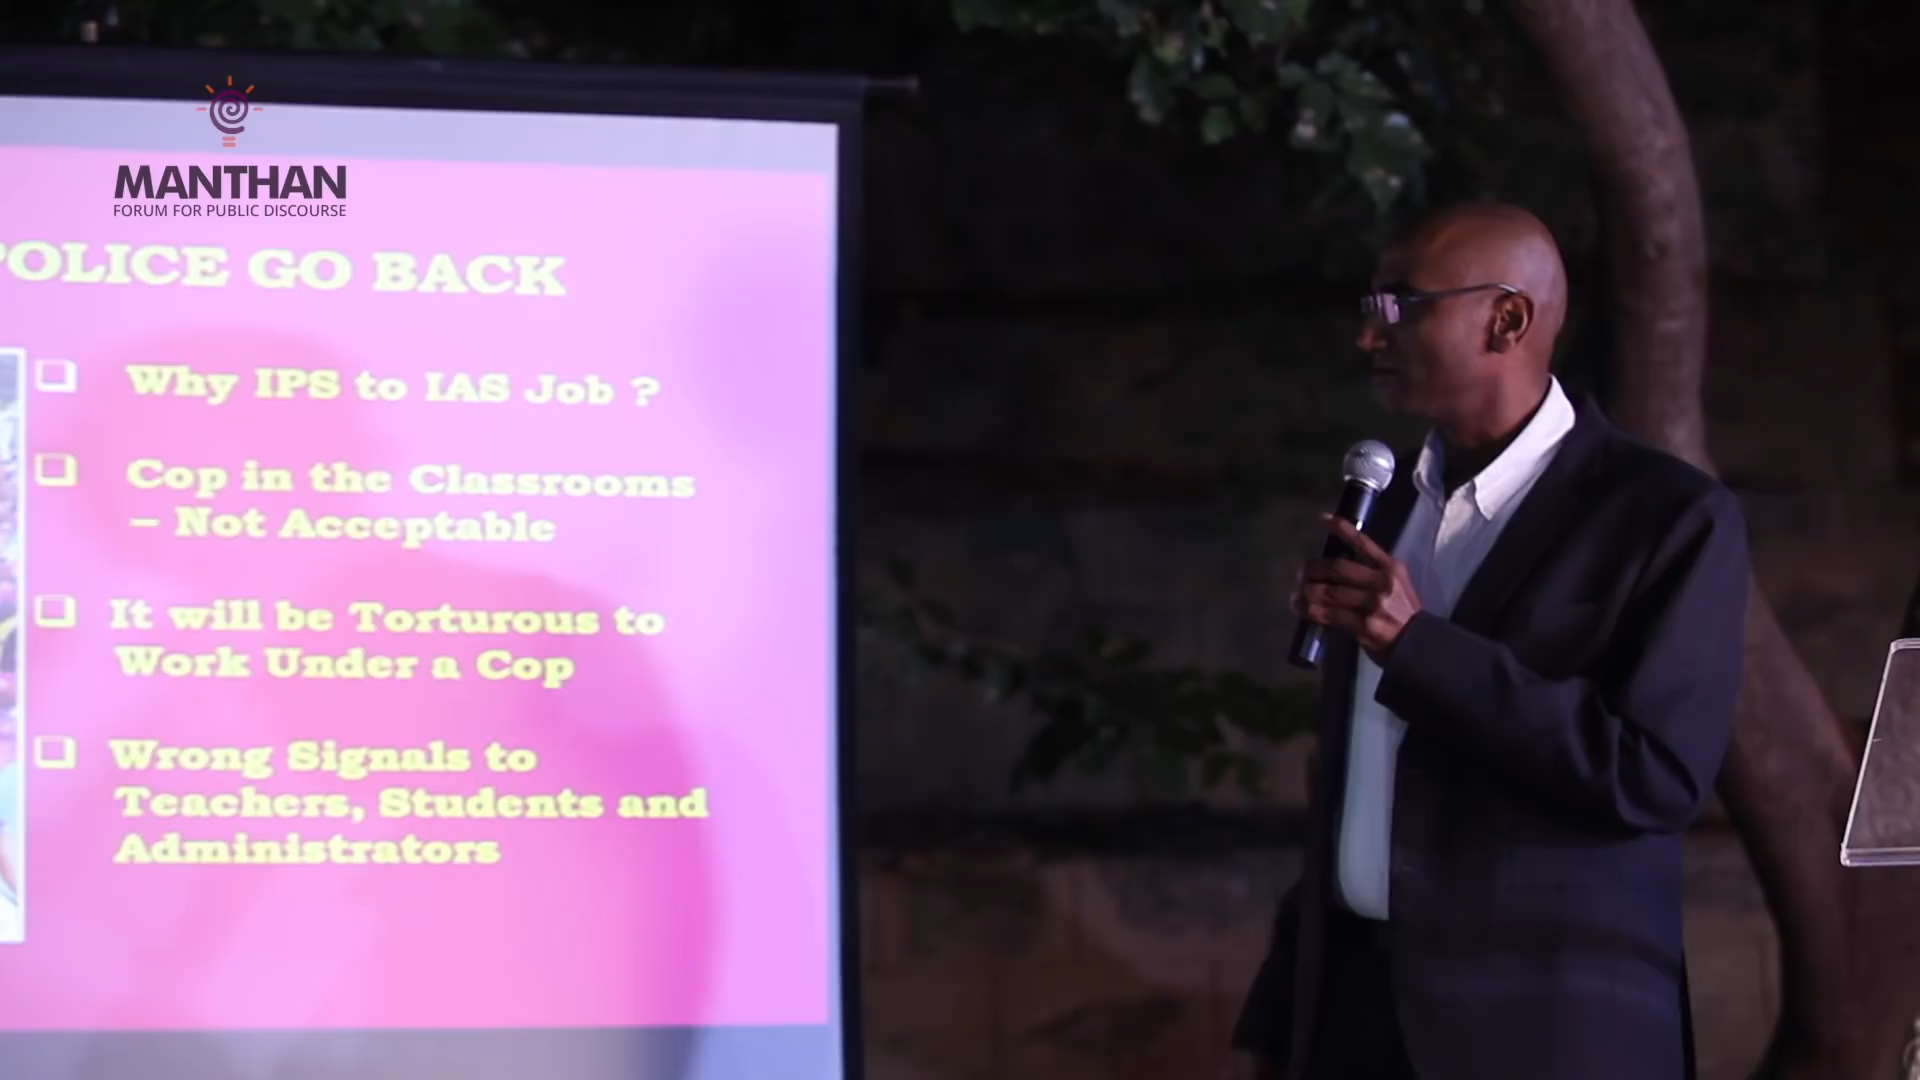 MANTHAN
FORUM FOR PUBLIC DISCOURSE
POLICE GO BACK
Why IPS to IAS Job ?
Cop in the Classrooms
– Not Acceptable
It will be Torturous to
Work Under a Cop
Wrong Signals to
Teachers, Students and
Administrators